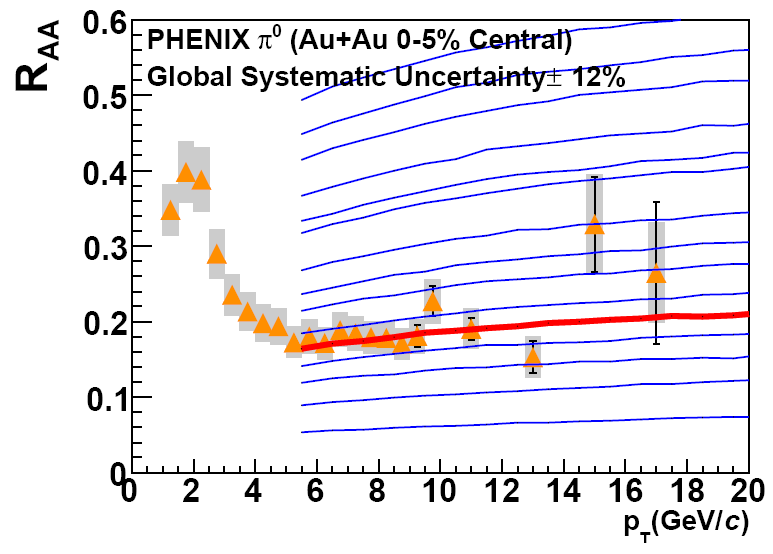 0.6
PHENIX π⁰ (Au+Au 0-5% Central)
Global Systematic Uncertainty± 12%
R_AA
0.5
0.4
0.3
0.2
0.1
0
0 2 4 6 8 10 12 14 16 18 20
p_T(GeV/c)